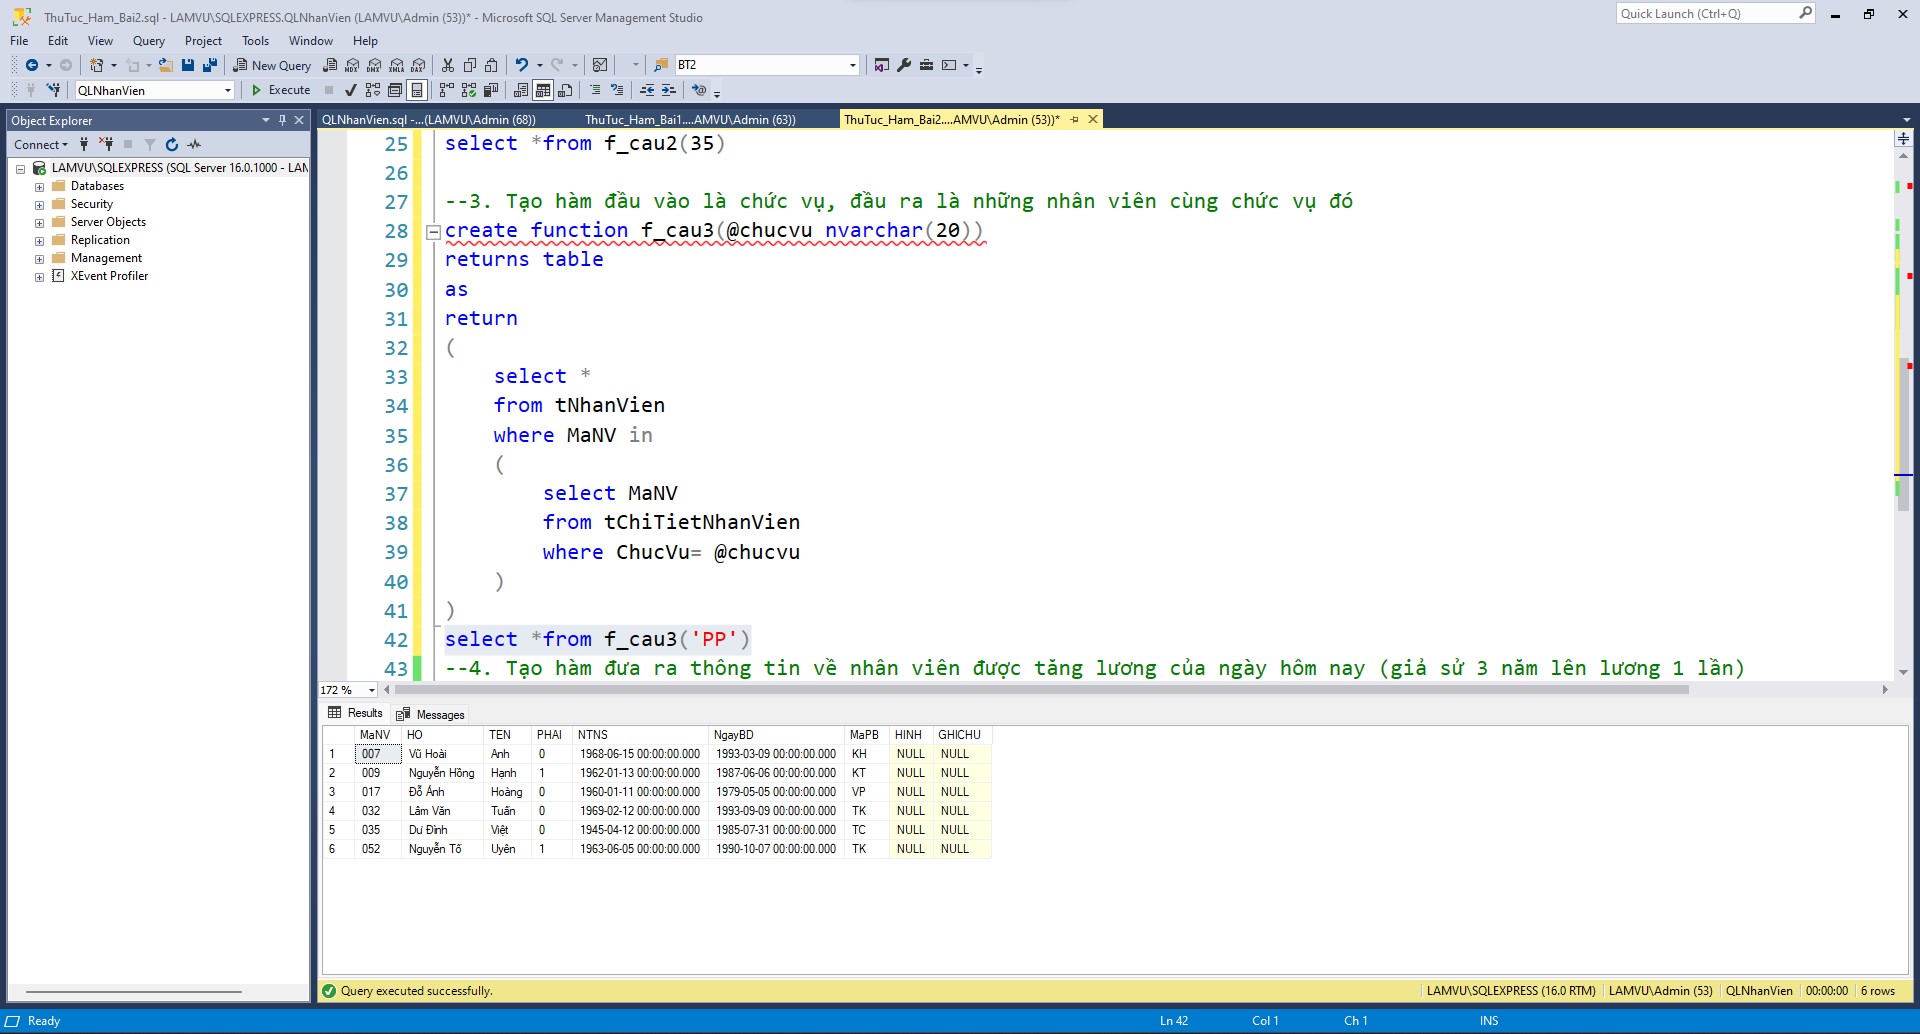 ThuTuc_Ham_Bai2.sql - LAMVU\SQLEXPRESS.QLNhanVien (LAMVU\Admin (53))* - Microsoft SQL Server Management Studio
Quick Launch (Ctrl+Q)
File Edit View Query Project Tools Window Help
New Query MDX DMX XMLA DAX BT2
QLNhanVien Execute
Object Explorer
QLNhanVien.sql -...(LAMVU\Admin (68)) ThuTuc_Ham_Bai1....AMVU\Admin (63)) ThuTuc_Ham_Bai2....AMVU\Admin (53))*
Connect
LAMVU\SQLEXPRESS (SQL Server 16.0.1000 - LAM
Databases
Security
Server Objects
Replication
Management
XEvent Profiler
25 select *from f_cau2(35)
26
27 --3. Tạo hàm đầu vào là chức vụ, đầu ra là những nhân viên cùng chức vụ đó
28 create function f_cau3(@chucvu nvarchar(20))
29 returns table
30 as
31 return
32 (
33 select *
34 from tNhanVien
35 where MaNV in
36 (
37 select MaNV
38 from tChiTietNhanVien
39 where ChucVu= @chucvu
40 )
41 )
42 select *from f_cau3('PP')
43 --4. Tạo hàm đưa ra thông tin về nhân viên được tăng lương của ngày hôm nay (giả sử 3 năm lên lương 1 lần)
172 %
Results Messages
MaNV HO TEN PHAI NTNS NgayBD MaPB HINH GHICHU
1 007 Vũ Hoài Anh 0 1968-06-15 00:00:00.000 1993-03-09 00:00:00.000 KH NULL NULL
2 009 Nguyễn Hồng Hạnh 1 1962-01-13 00:00:00.000 1987-06-06 00:00:00.000 KT NULL NULL
3 017 Đỗ Ánh Hoàng 0 1960-01-11 00:00:00.000 1979-05-05 00:00:00.000 VP NULL NULL
4 032 Lâm Văn Tuấn 0 1969-02-12 00:00:00.000 1993-09-09 00:00:00.000 TK NULL NULL
5 035 Dư Đình Việt 0 1945-04-12 00:00:00.000 1985-07-31 00:00:00.000 TC NULL NULL
6 052 Nguyễn Tố Uyên 1 1963-06-05 00:00:00.000 1990-10-07 00:00:00.000 TK NULL NULL
Query executed successfully. LAMVU\SQLEXPRESS (16.0 RTM) LAMVU\Admin (53) QLNhanVien 00:00:00 6 rows
Ready Ln 42 Col 1 Ch 1 INS